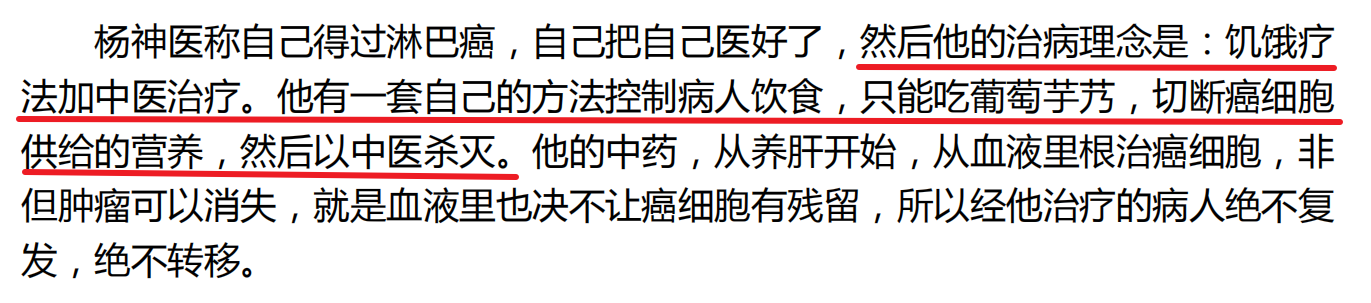 杨神医称自己得过淋巴癌，自己把自己医好了，然后他的治病理念是：饥饿疗
法加中医治疗。他有一套自己的方法控制病人饮食，只能吃葡萄芋艿，切断癌细胞
供给的营养，然后以中医杀灭。他的中药，从养肝开始，从血液里根治癌细胞，非
但肿瘤可以消失，就是血液里也决不让癌细胞有残留，所以经他治疗的病人绝不复
发，绝不转移。